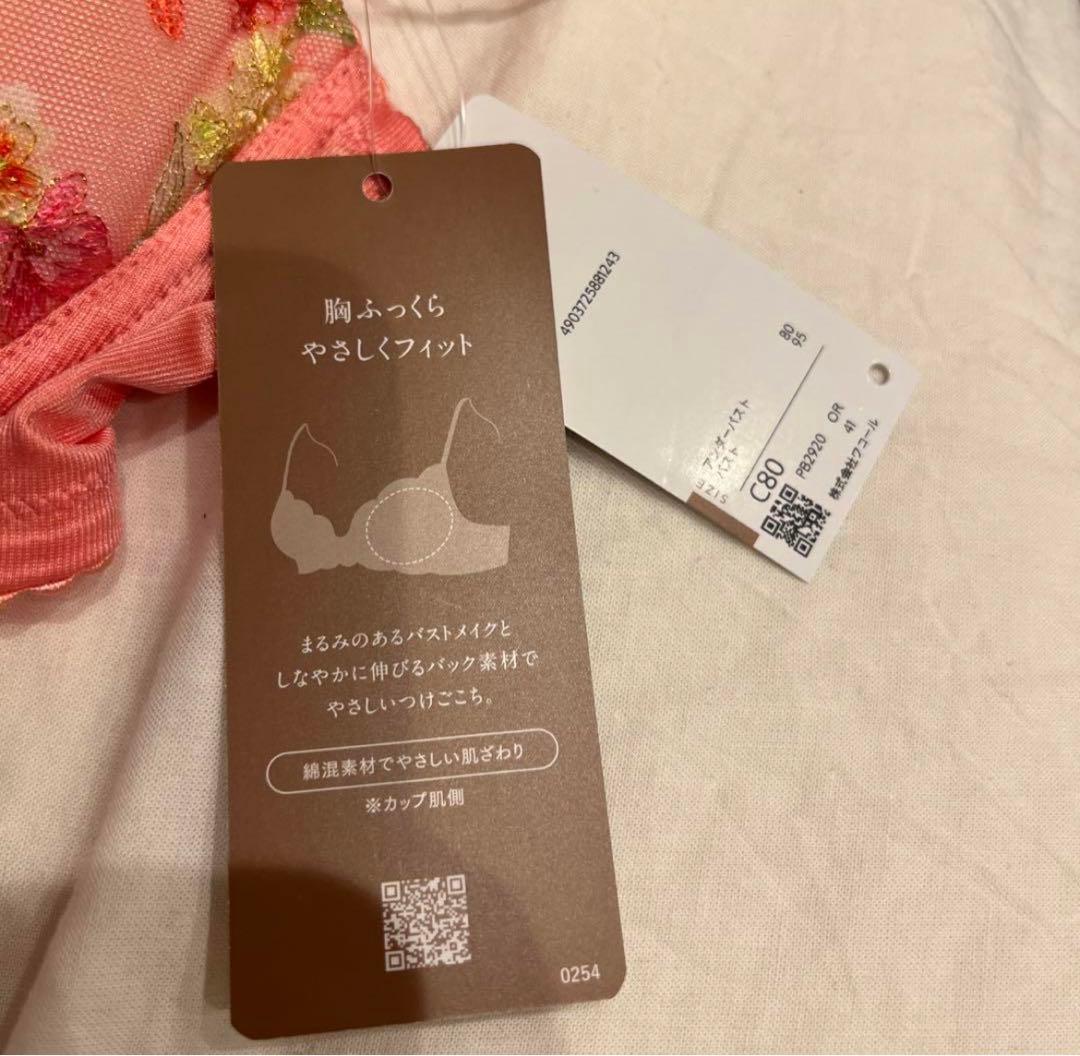 胸ふっくら
やさしくフィット
まるみのあるバストメイクと
しなやかに伸びるバック素材で
やさしいつけごこち。
綿混素材でやさしい肌ざわり
※カップ肌側
0254
4903725881243
SIZE
アンダーバスト 80
バスト 95
C80
PB2920 OR
41
株式会社ワコール